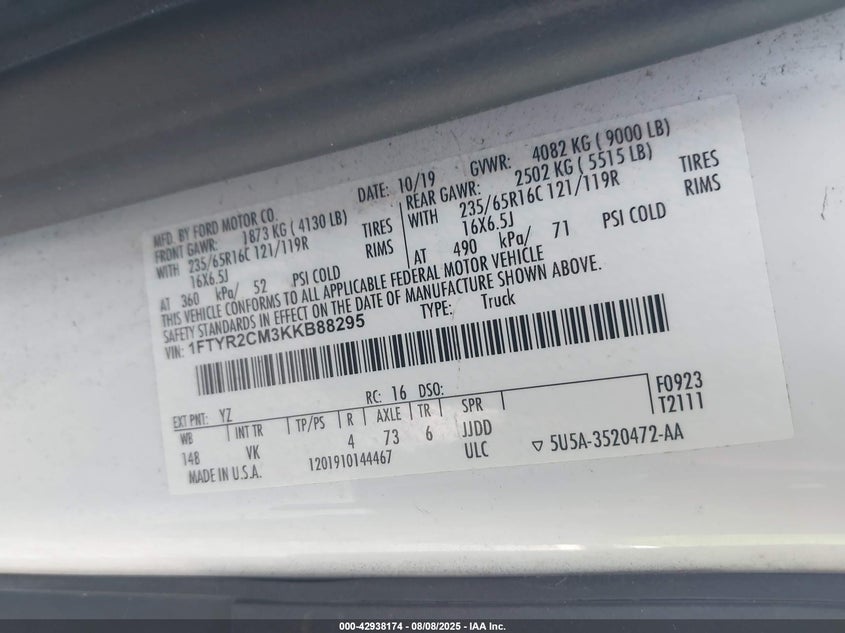 MFD. BY FORD MOTOR CO.
DATE: 10/19 GVWR: 4082 KG ( 9000 LB)
FRONT GAWR: 1873 KG ( 4130 LB) REAR GAWR: 2502 KG ( 5515 LB)
WITH 235/65R16C 121/119R TIRES WITH 235/65R16C 121/119R TIRES
16X6.5J RIMS 16X6.5J RIMS
AT 360 kPa/ 52 PSI COLD AT 490 kPa/ 71 PSI COLD
THIS VEHICLE CONFORMS TO ALL APPLICABLE FEDERAL MOTOR VEHICLE
SAFETY STANDARDS IN EFFECT ON THE DATE OF MANUFACTURE SHOWN ABOVE.
VIN: 1FTYR2CM3KKB88295 TYPE: Truck
EXT PNT: YZ RC: 16 DSO: F0923
WB INT TR TP/PS R AXLE TR SPR T2111
148 VK 4 73 6 JJDD
MADE IN U.S.A. 1201910144467 ULC ▽ 5U5A-3520472-AA
000-42938174 | 08/08/2025 - IAA Inc.